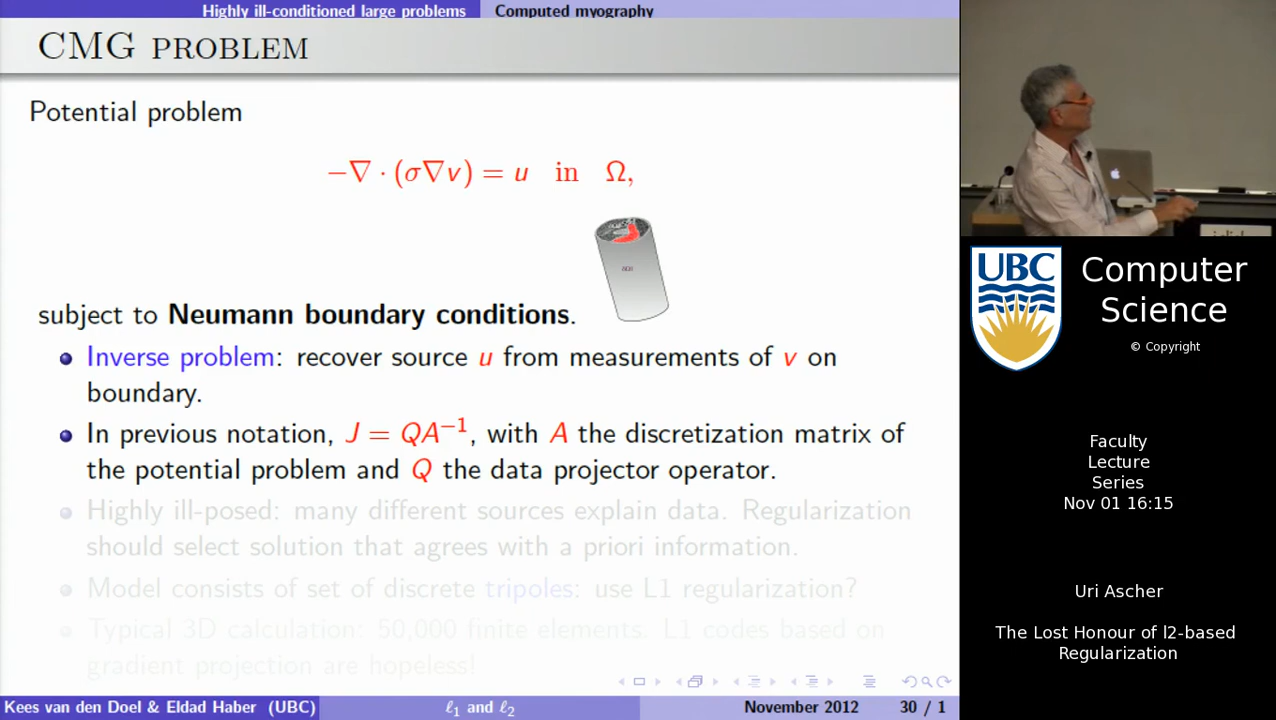 Highly ill-conditioned large problems Computed myography
CMG problem
Potential problem
−∇ · (σ∇v) = u in Ω,
subject to Neumann boundary conditions.
Inverse problem: recover source u from measurements of v on
boundary.
In previous notation, J = QA⁻¹, with A the discretization matrix of
the potential problem and Q the data projector operator.
Highly ill-posed: many different sources explain data. Regularization
should select solution that agrees with a priori information.
Model consists of set of discrete tripoles: use L1 regularization?
Typical 3D calculation: 50,000 finite elements. L1 codes based on
gradient projection are hopeless!
Kees van den Doel & Eldad Haber (UBC) ℓ₁ and ℓ₂ November 2012 30 / 1
UBC
Computer
Science
© Copyright
Faculty
Lecture
Series
Nov 01 16:15
Uri Ascher
The Lost Honour of l2-based
Regularization